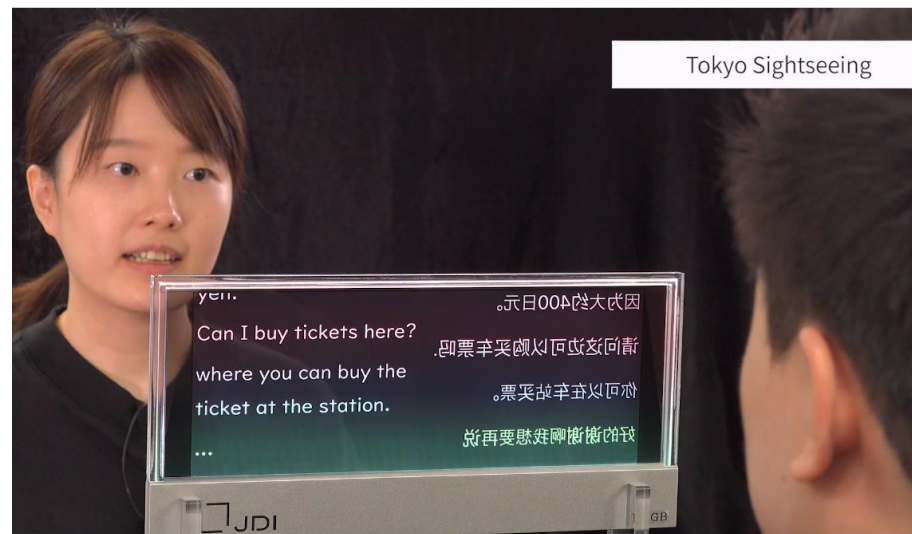 Tokyo Sightseeing
yen.
Can I buy tickets here?
where you can buy the
ticket at the station.
...
因为大约400日元。
请问这边可以购买车票吗.
你可以在车站买票。
好的谢谢啊我想要再说
JDI
GB